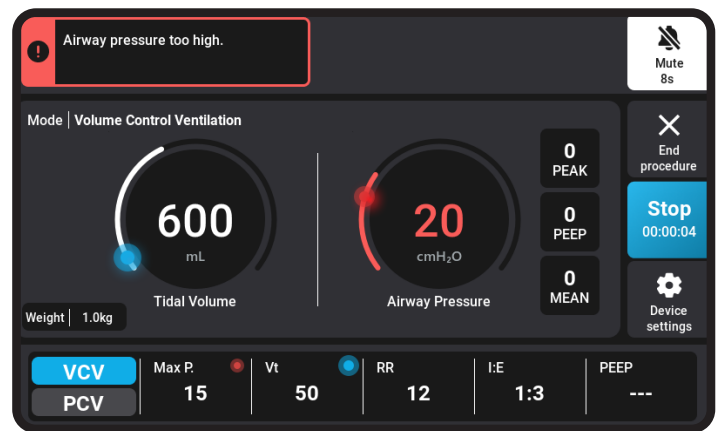 Airway pressure too high.
Mute
8s
Mode | Volume Control Ventilation
600
mL
Tidal Volume
20
cmH₂O
Airway Pressure
0
PEAK
0
PEEP
0
MEAN
Weight | 1.0kg
End
procedure
Stop
00:00:04
Device
settings
VCV
PCV
Max P.
15
Vt
50
RR
12
I:E
1:3
PEEP
---